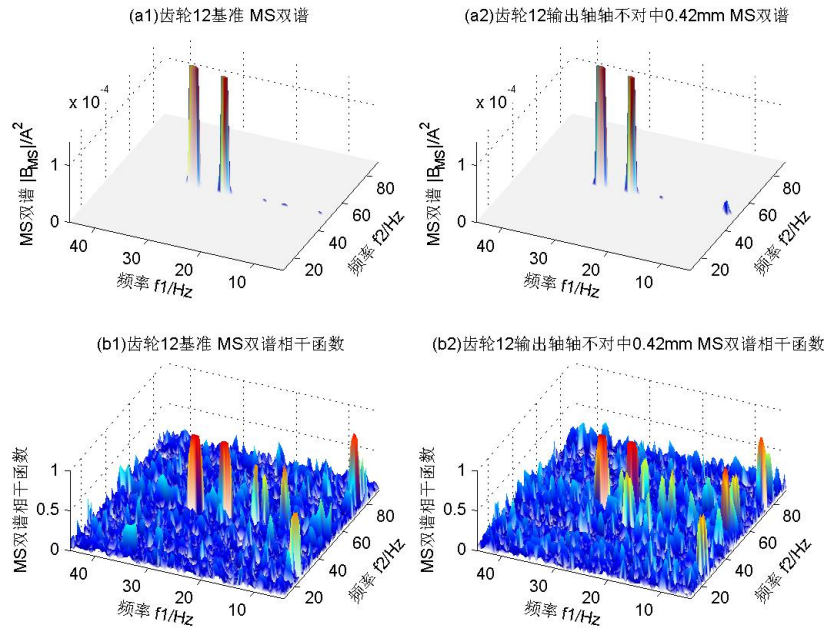 (a1)齿轮12基准 MS双谱
(a2)齿轮12输出轴轴不对中0.42mm MS双谱
x 10-4
MS双谱 |BMS|/A2
1
0
40
30
20
10
频率 f1/Hz
20
40
60
80
频率 f2/Hz
x 10-4
MS双谱 |BMS|/A2
1
0
40
30
20
10
频率 f1/Hz
20
40
60
80
频率 f2/Hz
(b1)齿轮12基准 MS双谱相干函数
(b2)齿轮12输出轴轴不对中0.42mm MS双谱相干函数
MS双谱相干函数
1
0.5
0
40
30
20
10
频率 f1/Hz
20
40
60
80
频率 f2/Hz
MS双谱相干函数
1
0.5
0
40
30
20
10
频率 f1/Hz
20
40
60
80
频率 f2/Hz